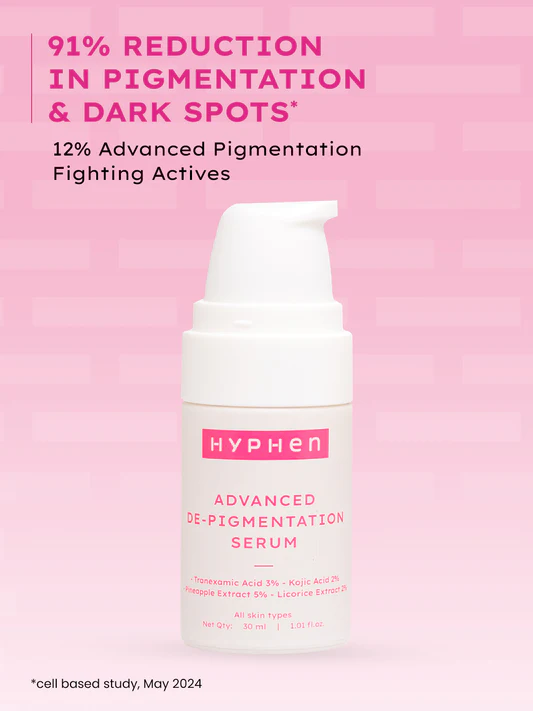 91% REDUCTION
IN PIGMENTATION
& DARK SPOTS*
12% Advanced Pigmentation
Fighting Actives
HYPHEN
ADVANCED
DE-PIGMENTATION
SERUM
- Tranexamic Acid 3% - Kojic Acid 2%
Pineapple Extract 5% - Licorice Extract 2%
All skin types
Net Qty: 30 ml | 1.01 fl.oz.
*cell based study, May 2024